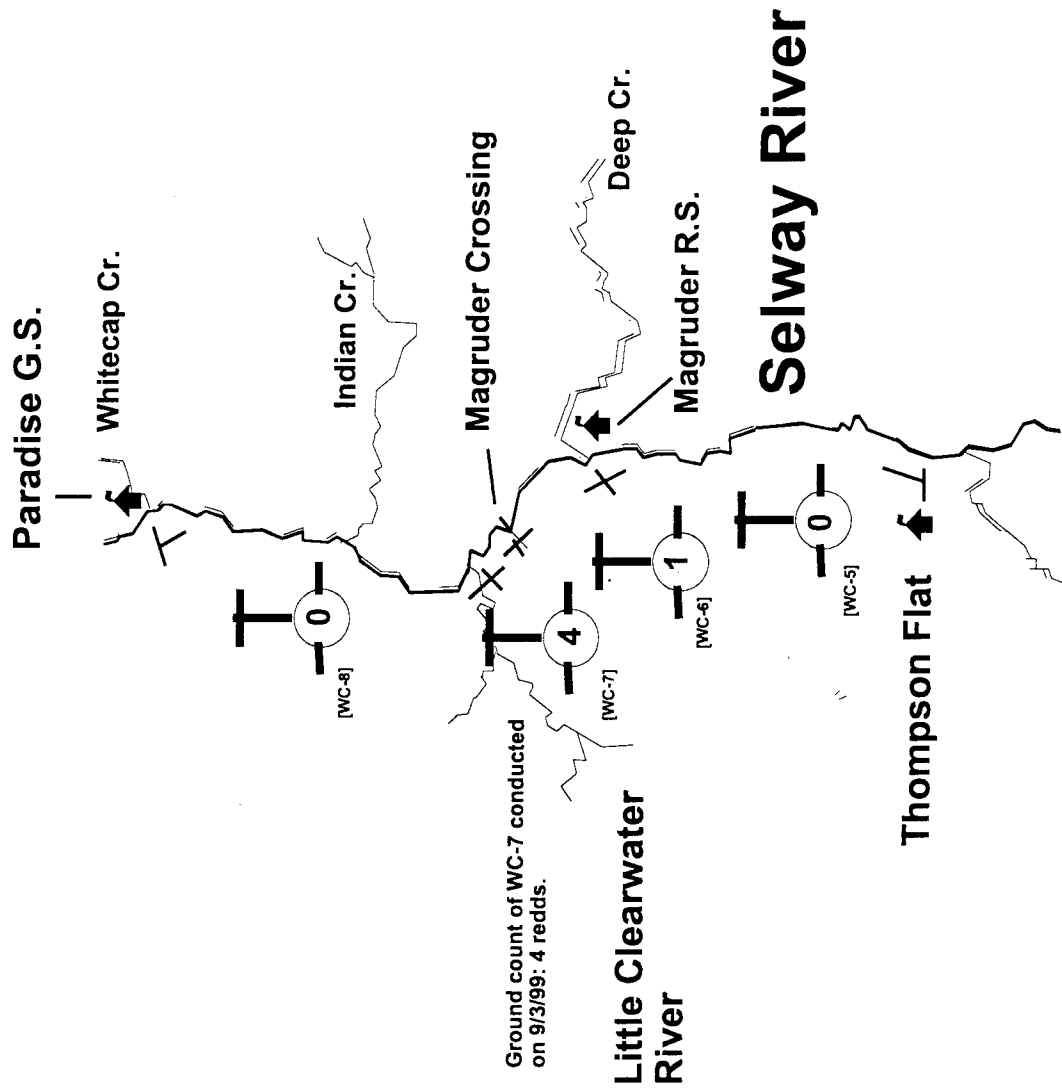 Paradise G.S.
Whitecap Cr.
Indian Cr.
Magruder Crossing
Deep Cr.
Magruder R.S.
Selway River
0
[WC-8]
4
[WC-7]
1
[WC-6]
0
[WC-5]
Ground count of WC-7 conducted
on 9/3/99: 4 redds.
Little Clearwater
River
Thompson Flat